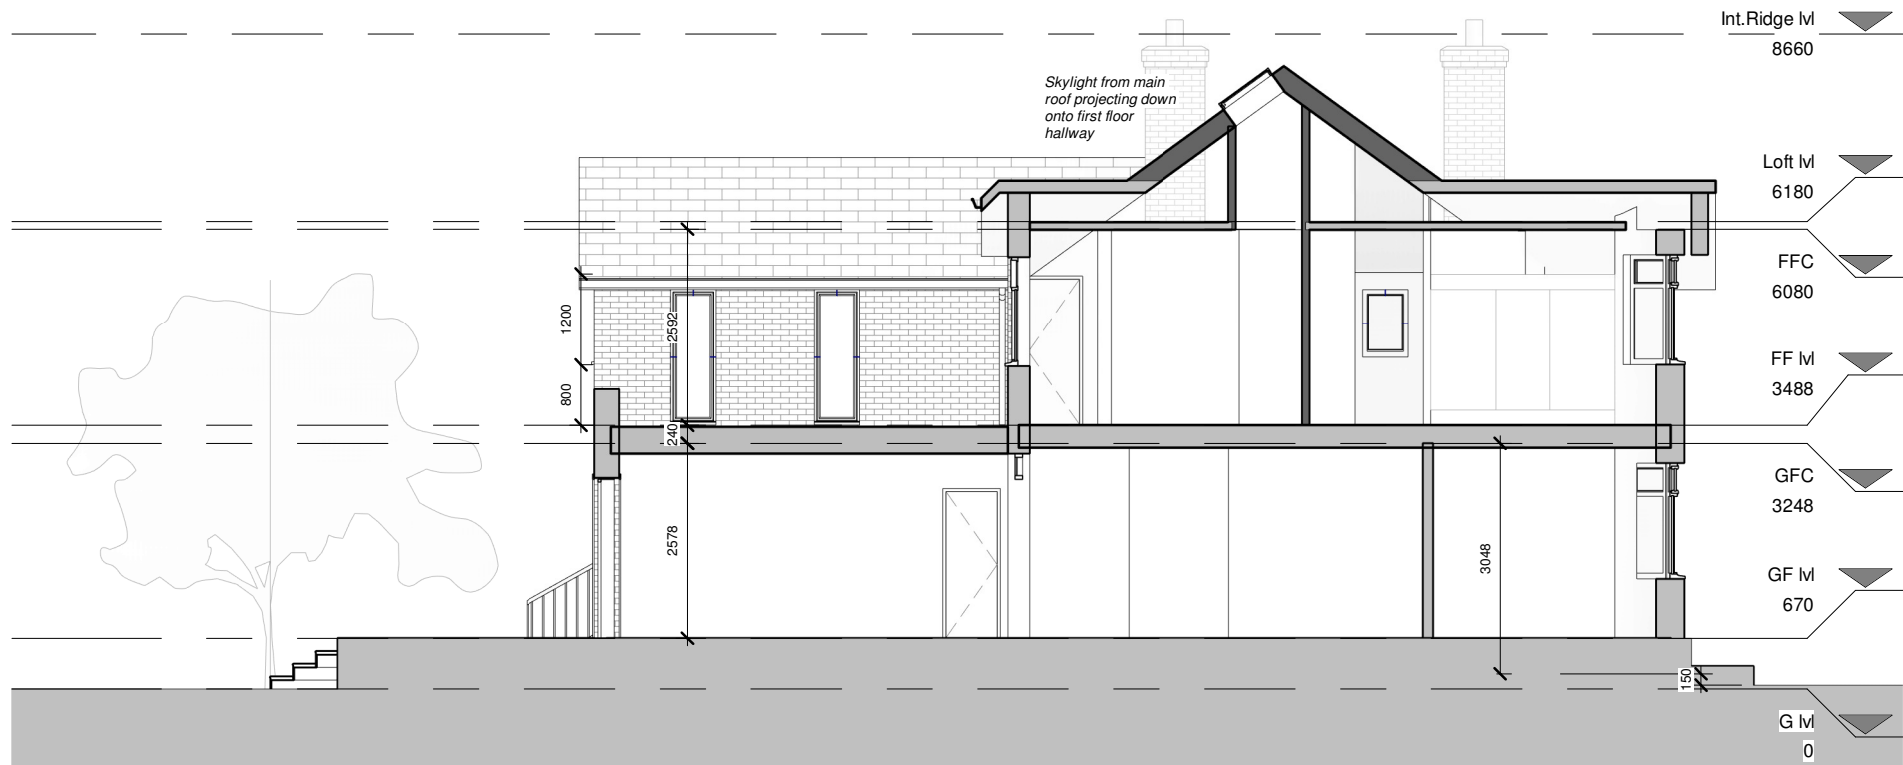 Int.Ridge lvl
8660
Skylight from main
roof projecting down
onto first floor
hallway
Loft lvl
6180
FFC
6080
1200
2592
FF lvl
3488
800
240
GFC
3248
2578
3048
GF lvl
670
150
G lvl
0